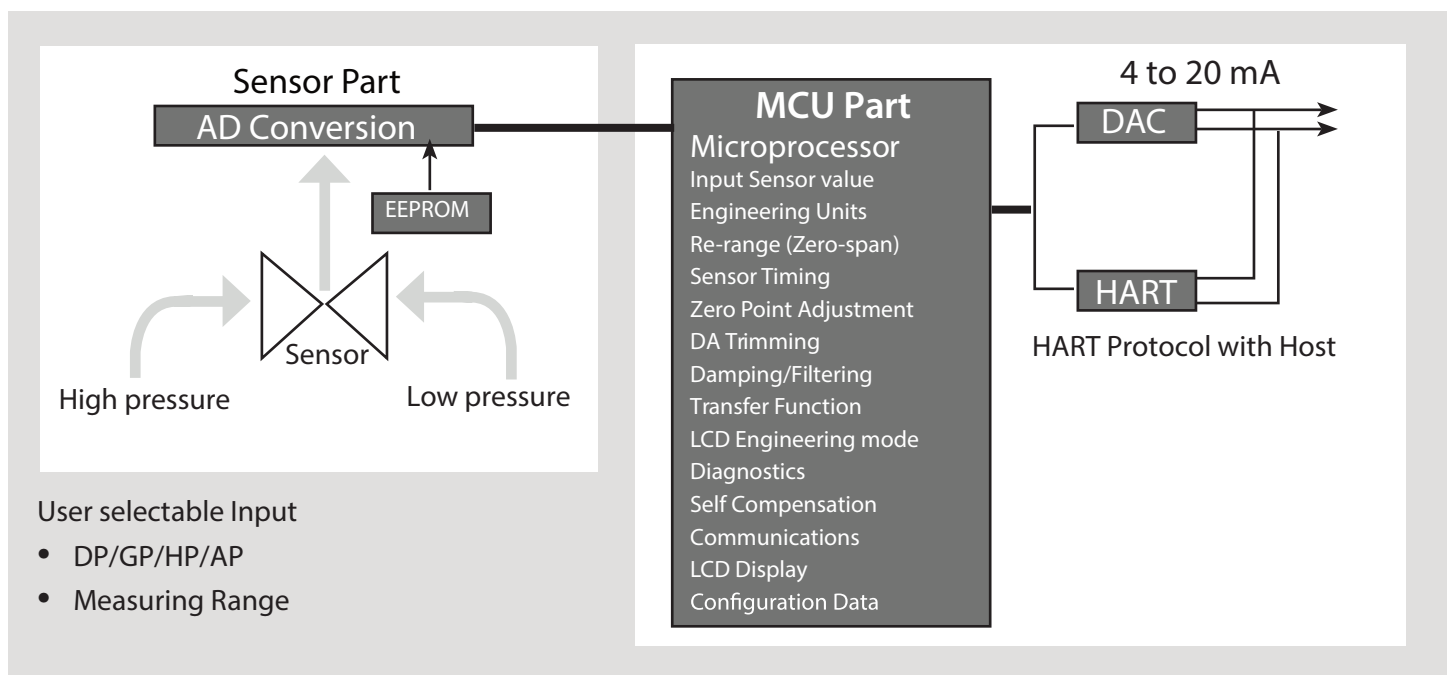 Sensor Part
AD Conversion
EEPROM
Sensor
High pressure
Low pressure
User selectable Input
• DP/GP/HP/AP
• Measuring Range
MCU Part
Microprocessor
Input Sensor value
Engineering Units
Re-range (Zero-span)
Sensor Timing
Zero Point Adjustment
DA Trimming
Damping/Filtering
Transfer Function
LCD Engineering mode
Diagnostics
Self Compensation
Communications
LCD Display
Configuration Data
4 to 20 mA
DAC
HART
HART Protocol with Host